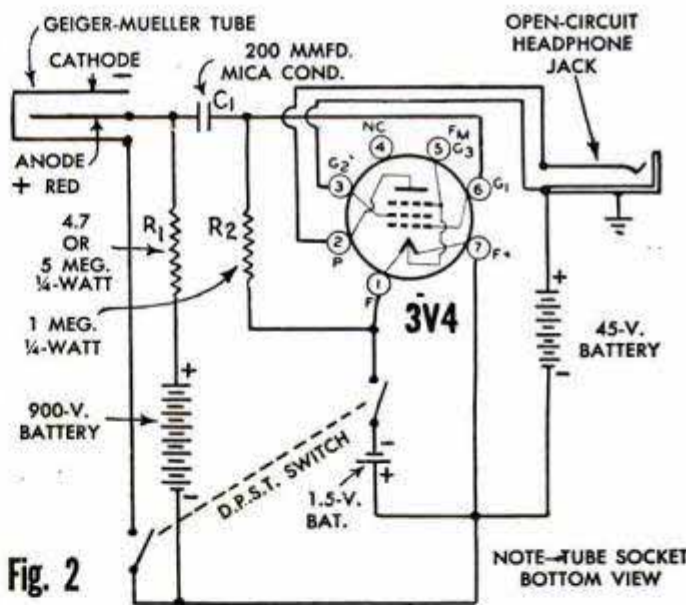 GEIGER-MUELLER TUBE
CATHODE
−
ANODE
+ RED
200 MMFD.
MICA COND.
C1
OPEN-CIRCUIT
HEADPHONE
JACK
NC
4
FM
5
G3
G2
3
6
G1
2
P
7
F+
1
F-
3V4
R1
R2
4.7
OR
5 MEG.
¼-WATT
1 MEG.
¼-WATT
+
900-V.
BATTERY
−
D.P.S.T. SWITCH
−
+
1.5-V.
BAT.
+
45-V.
BATTERY
−
Fig. 2
NOTE→TUBE SOCKET
BOTTOM VIEW